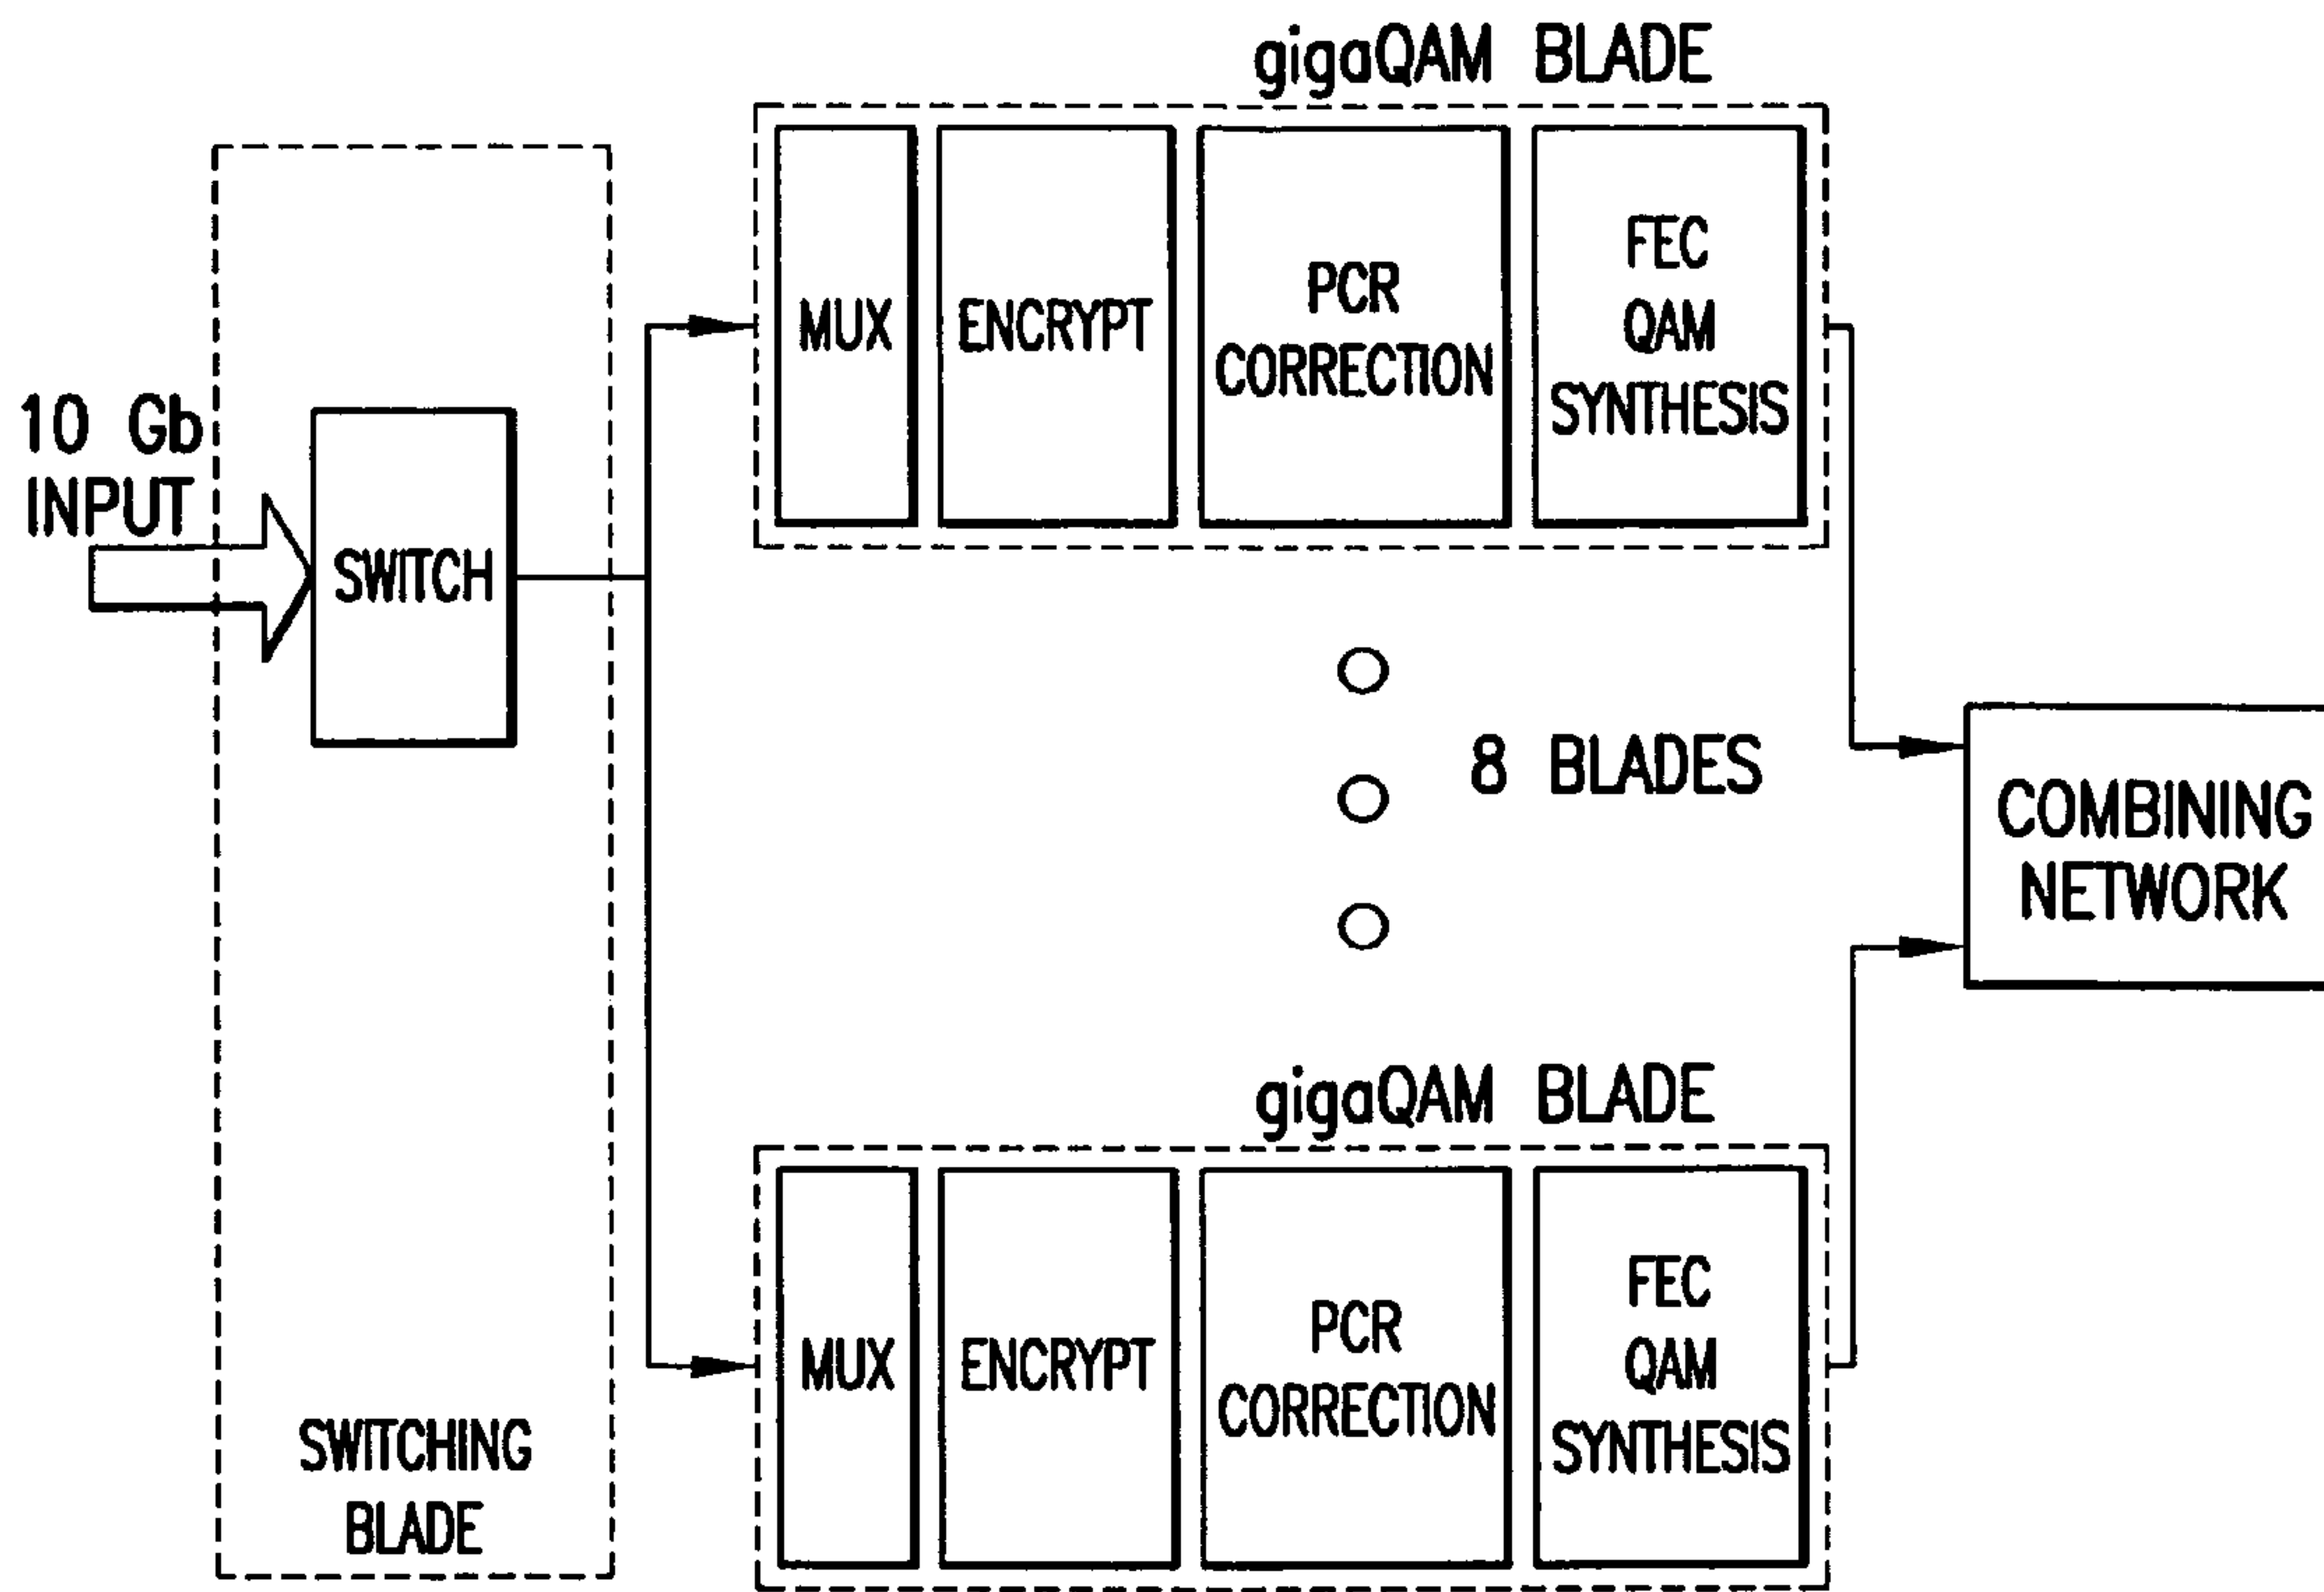 gigaQAM BLADE
MUX
ENCRYPT
PCR
CORRECTION
FEC
QAM
SYNTHESIS
10 Gb
INPUT
SWITCH
8 BLADES
COMBINING
NETWORK
gigaQAM BLADE
MUX
ENCRYPT
PCR
CORRECTION
FEC
QAM
SYNTHESIS
SWITCHING
BLADE